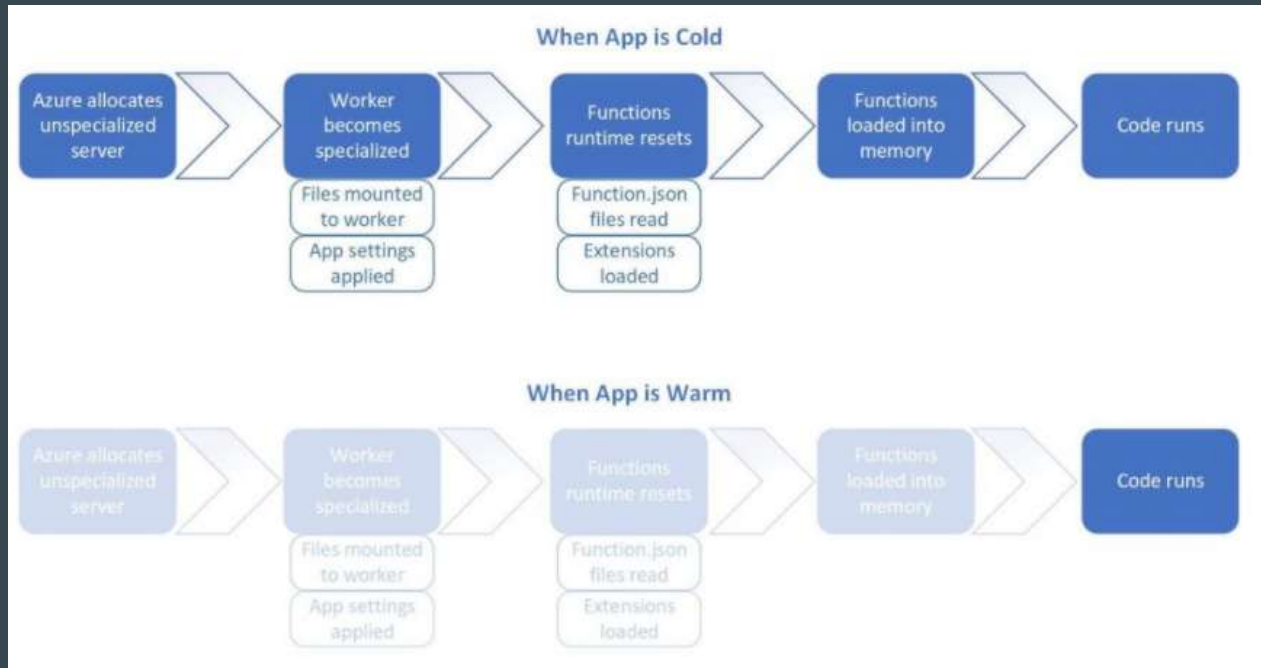 When App is Cold
Azure allocates
unspecialized
server
Worker
becomes
specialized
Files mounted
to worker
App settings
applied
Functions
runtime resets
Function.json
files read
Extensions
loaded
Functions
loaded into
memory
Code runs
When App is Warm
Azure allocates
unspecialized
server
Worker
becomes
specialized
Files mounted
to worker
App settings
applied
Functions
runtime resets
Function.json
files read
Extensions
loaded
Functions
loaded into
memory
Code runs